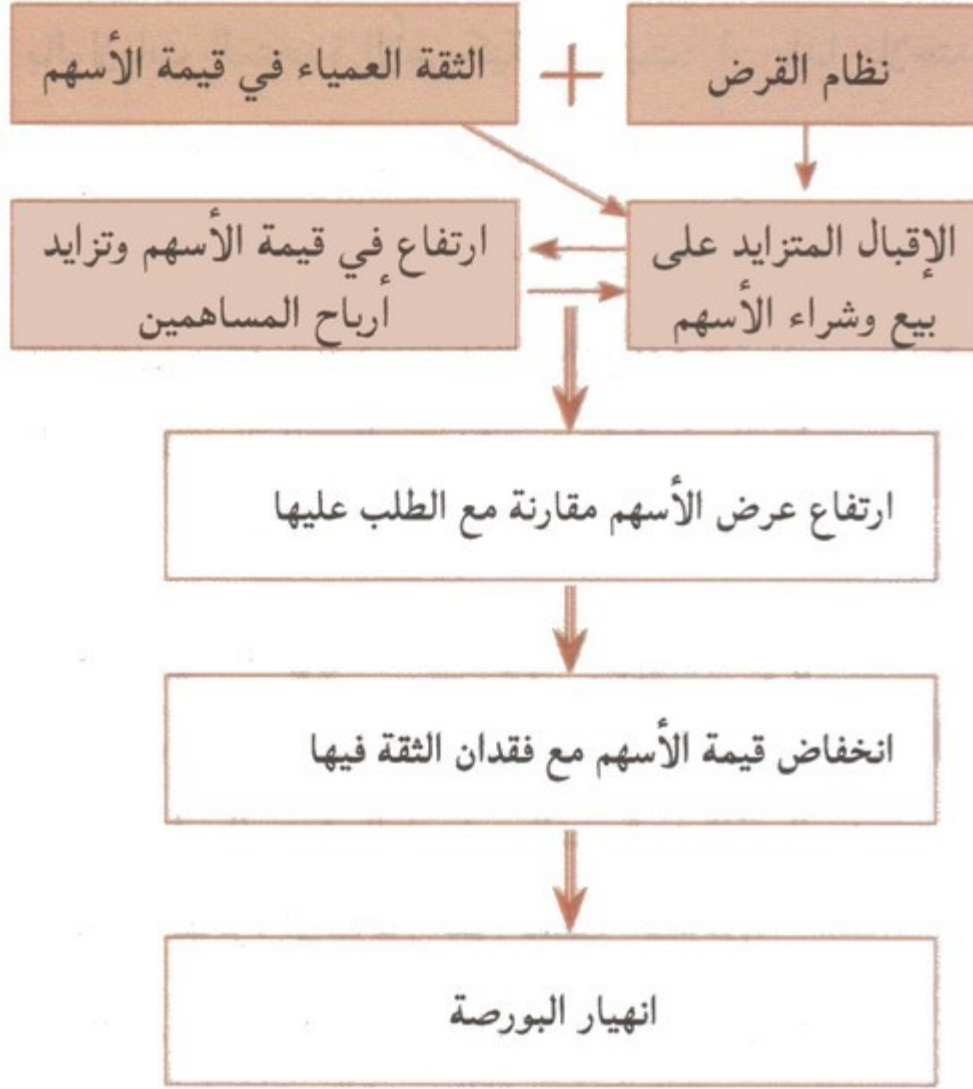 نظام القرض
+
الثقة العمياء في قيمة الأسهم
الإقبال المتزايد على
بيع وشراء الأسهم
ارتفاع في قيمة الأسهم وتزايد
أرباح المساهمين
ارتفاع عرض الأسهم مقارنة مع الطلب عليها
انخفاض قيمة الأسهم مع فقدان الثقة فيها
انهيار البورصة